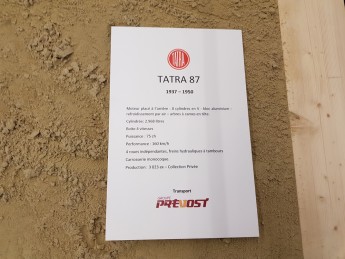 TATRA
TATRA 87
1937 – 1950
Moteur placé à l'arrière - 8 cylindres en V - bloc aluminium -
refroidissement par air - arbres à cames en tête.
Cylindrée: 2.968 litres.
Boîte 4 vitesses
Puissance : 75 ch
Performance : 160 km/h
4 roues indépendantes, freins hydrauliques à tambours
Carrosserie monocoque.
Production : 3 023 ex - Collection Privée
Transport
PRÉVOST